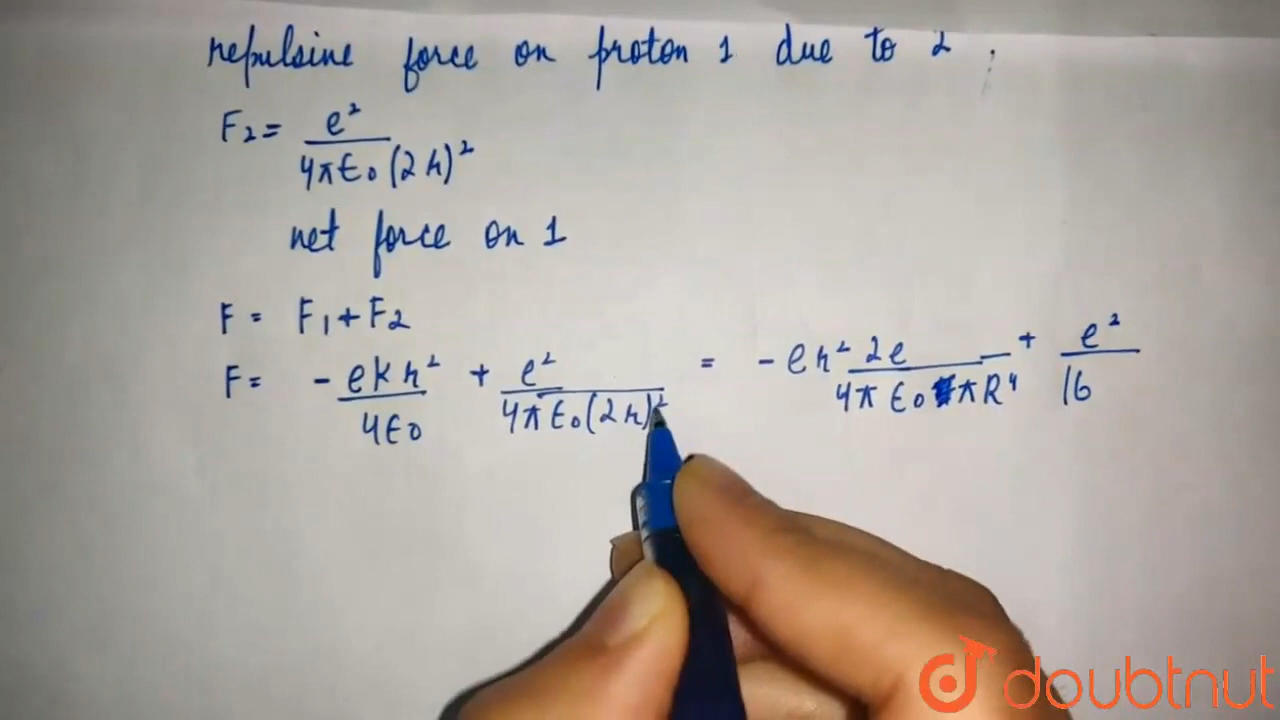 repulsine force on proton 1 due to 2 ,
F2 = e² / 4πε0(2r)²
net force on 1
F = F1 + F2
F = - ekr² / 4ε0 + e² / 4πε0(2r)² = - er² 2e / 4πε0 πR⁴ + e² / 16
doubtnut